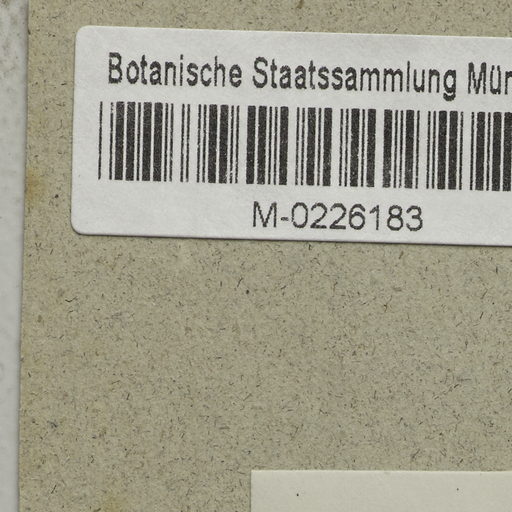 Botanische Staatssammlung Mün
M-0226183